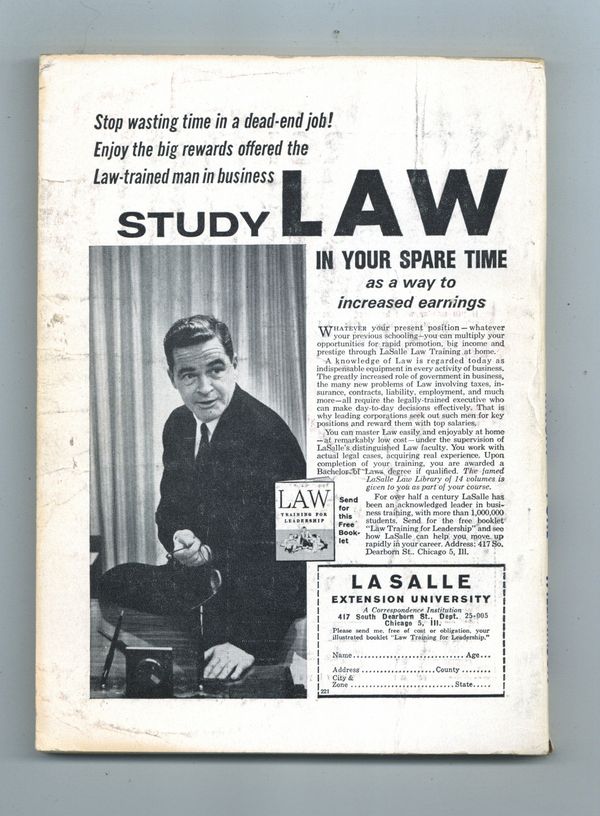 Stop wasting time in a dead-end job!
Enjoy the big rewards offered the
Law-trained man in business
STUDY LAW
IN YOUR SPARE TIME
as a way to
increased earnings
WHATEVER your present position—whatever
your previous schooling—you can multiply your
opportunities for rapid promotion, big income and
prestige through LaSalle Law Training at home.
A knowledge of Law is regarded today as
indispensable equipment in every activity of business.
The greatly increased role of government in business,
the many new problems of Law involving taxes, in-
surance, contracts, liability, employment, and much
more—all require the legally-trained executive who
can make day-to-day decisions effectively. That is
why leading corporations seek out such men for key
positions and reward them with top salaries.
You can master Law easily and enjoyably at home
—at remarkably low cost—under the supervision of
LaSalle's distinguished Law faculty. You work with
actual legal cases, acquiring real experience. Upon
completion of your training, you are awarded a
Bachelor of Laws degree if qualified. The famed
LaSalle Law Library of 14 volumes is
given to you as part of your course.
For over half a century LaSalle has
been an acknowledged leader in busi-
ness training, with more than 1,000,000
students. Send for the free booklet
"Law Training for Leadership" and see
how LaSalle can help you move up
rapidly in your career. Address: 417 So.
Dearborn St., Chicago 5, Ill.
LAW
TRAINING FOR
LEADERSHIP
Send
for
this
Free
Book-
let
LASALLE
EXTENSION UNIVERSITY
A Correspondence Institution
417 South Dearborn St., Dept. 25-005
Chicago 5, Ill.
Please send me, free of cost or obligation, your
illustrated booklet "Law Training for Leadership."
Name........................Age...
Address..................County......
City &
Zone........................State.....
221